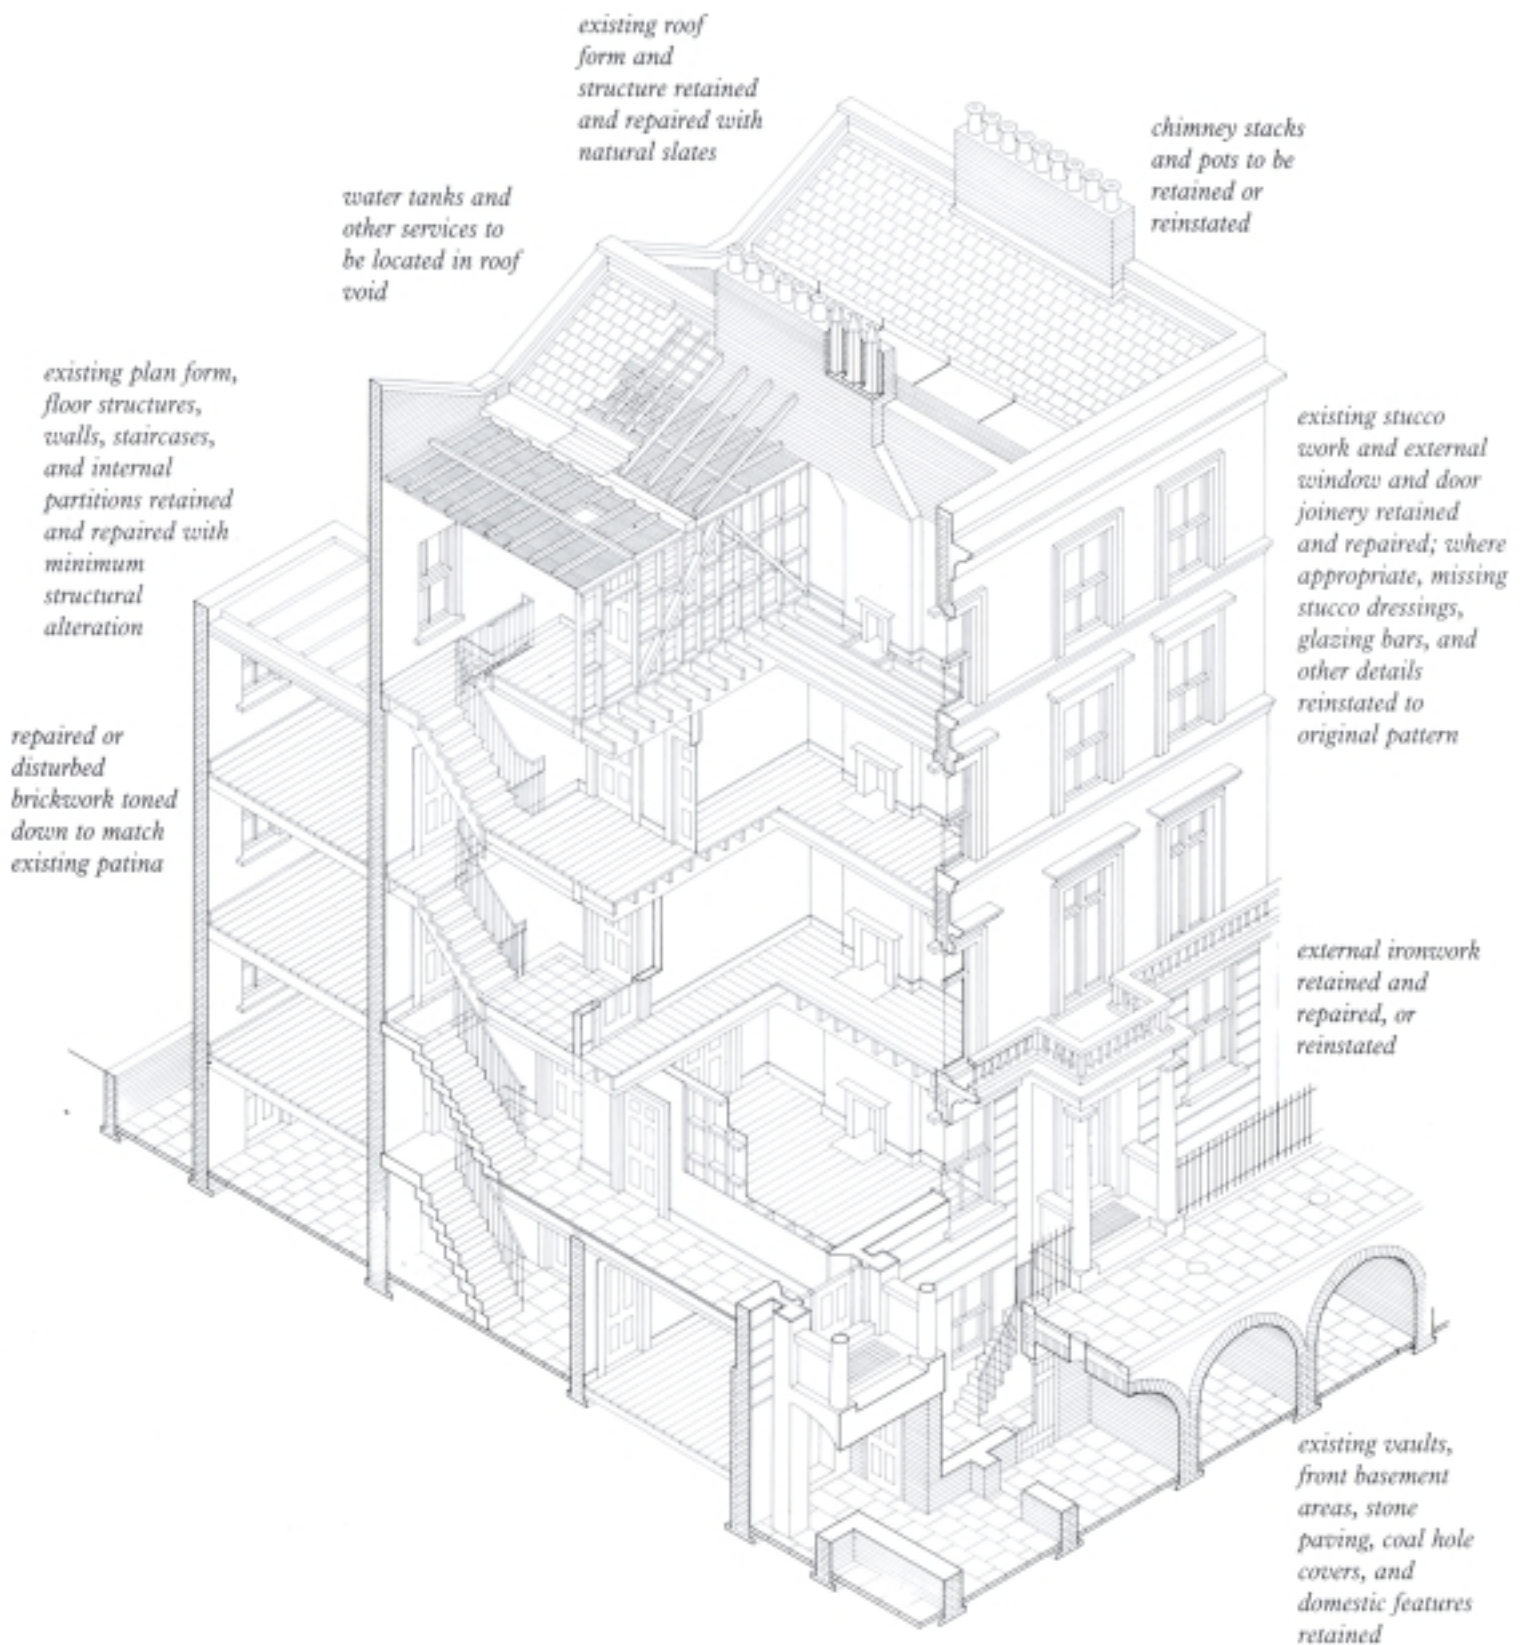 existing roof
form and
structure retained
and repaired with
natural slates
chimney stacks
and pots to be
retained or
reinstated
water tanks and
other services to
be located in roof
void
existing plan form,
floor structures,
walls, staircases,
and internal
partitions retained
and repaired with
minimum
structural
alteration
existing stucco
work and external
window and door
joinery retained
and repaired; where
appropriate, missing
stucco dressings,
glazing bars, and
other details
reinstated to
original pattern
repaired or
disturbed
brickwork toned
down to match
existing patina
external ironwork
retained and
repaired, or
reinstated
existing vaults,
front basement
areas, stone
paving, coal hole
covers, and
domestic features
retained